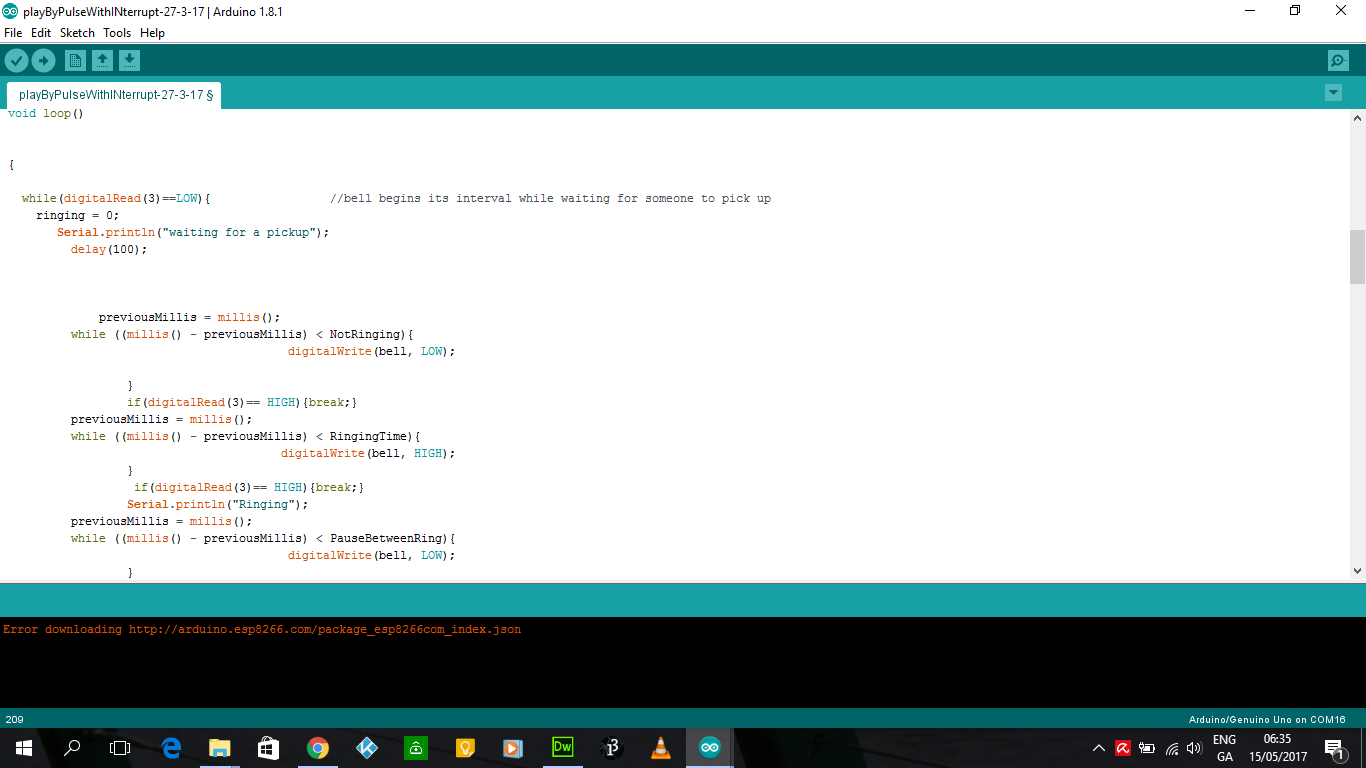 playByPulseWithINterrupt-27-3-17 | Arduino 1.8.1
File Edit Sketch Tools Help
playByPulseWithINterrupt-27-3-17 §
void loop()
{
while(digitalRead(3)==LOW){ //bell begins its interval while waiting for someone to pick up
ringing = 0;
Serial.println("waiting for a pickup");
delay(100);
previousMillis = millis();
while ((millis() - previousMillis) < NotRinging){
digitalWrite(bell, LOW);
}
if(digitalRead(3)== HIGH){break;}
previousMillis = millis();
while ((millis() - previousMillis) < RingingTime){
digitalWrite(bell, HIGH);
}
if(digitalRead(3)== HIGH){break;}
Serial.println("Ringing");
previousMillis = millis();
while ((millis() - previousMillis) < PauseBetweenRing){
digitalWrite(bell, LOW);
}
Error downloading http://arduino.esp8266.com/package_esp8266com_index.json
209 Arduino/Genuino Uno on COM16
Dw
ENG 06:35
GA 15/05/2017
1